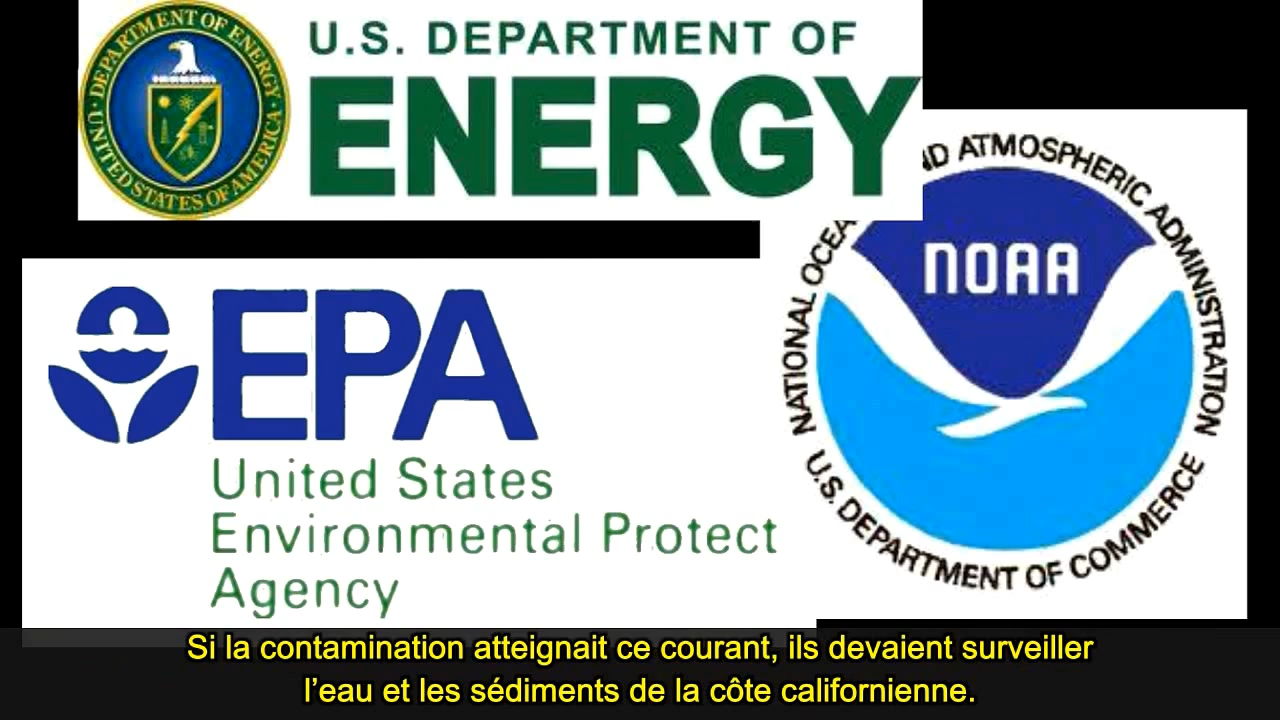 U.S. DEPARTMENT OF
ENERGY
DEPARTMENT OF ENERGY
UNITED STATES OF AMERICA
ND ATMOSPHERIC ADMINISTRATION
NATIONAL OCEA
NOAA
U.S. DEPARTMENT OF COMMERCE
EPA
United States
Environmental Protect
Agency
Si la contamination atteignait ce courant, ils devaient surveiller
l’eau et les sédiments de la côte californienne.